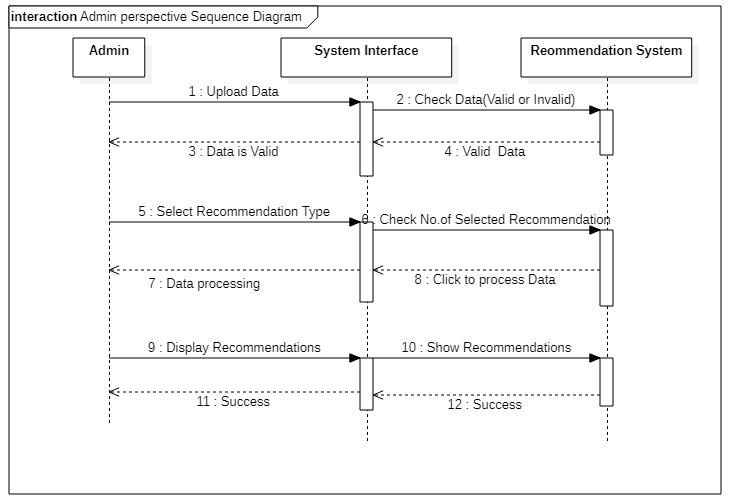 interaction Admin perspective Sequence Diagram
Admin
System Interface
Reommendation System
1 : Upload Data
2 : Check Data(Valid or Invalid)
3 : Data is Valid
4 : Valid  Data
5 : Select Recommendation Type
6 : Check No.of Selected Recommendation
7 : Data processing
8 : Click to process Data
9 : Display Recommendations
10 : Show Recommendations
11 : Success
12 : Success